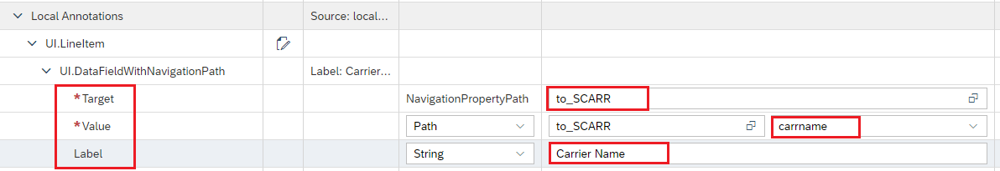 Local Annotations Source: local...
UI.LineItem
UI.DataFieldWithNavigationPath Label: Carrier...
*Target NavigationPropertyPath to_SCARR
*Value Path to_SCARR carrname
Label String Carrier Name